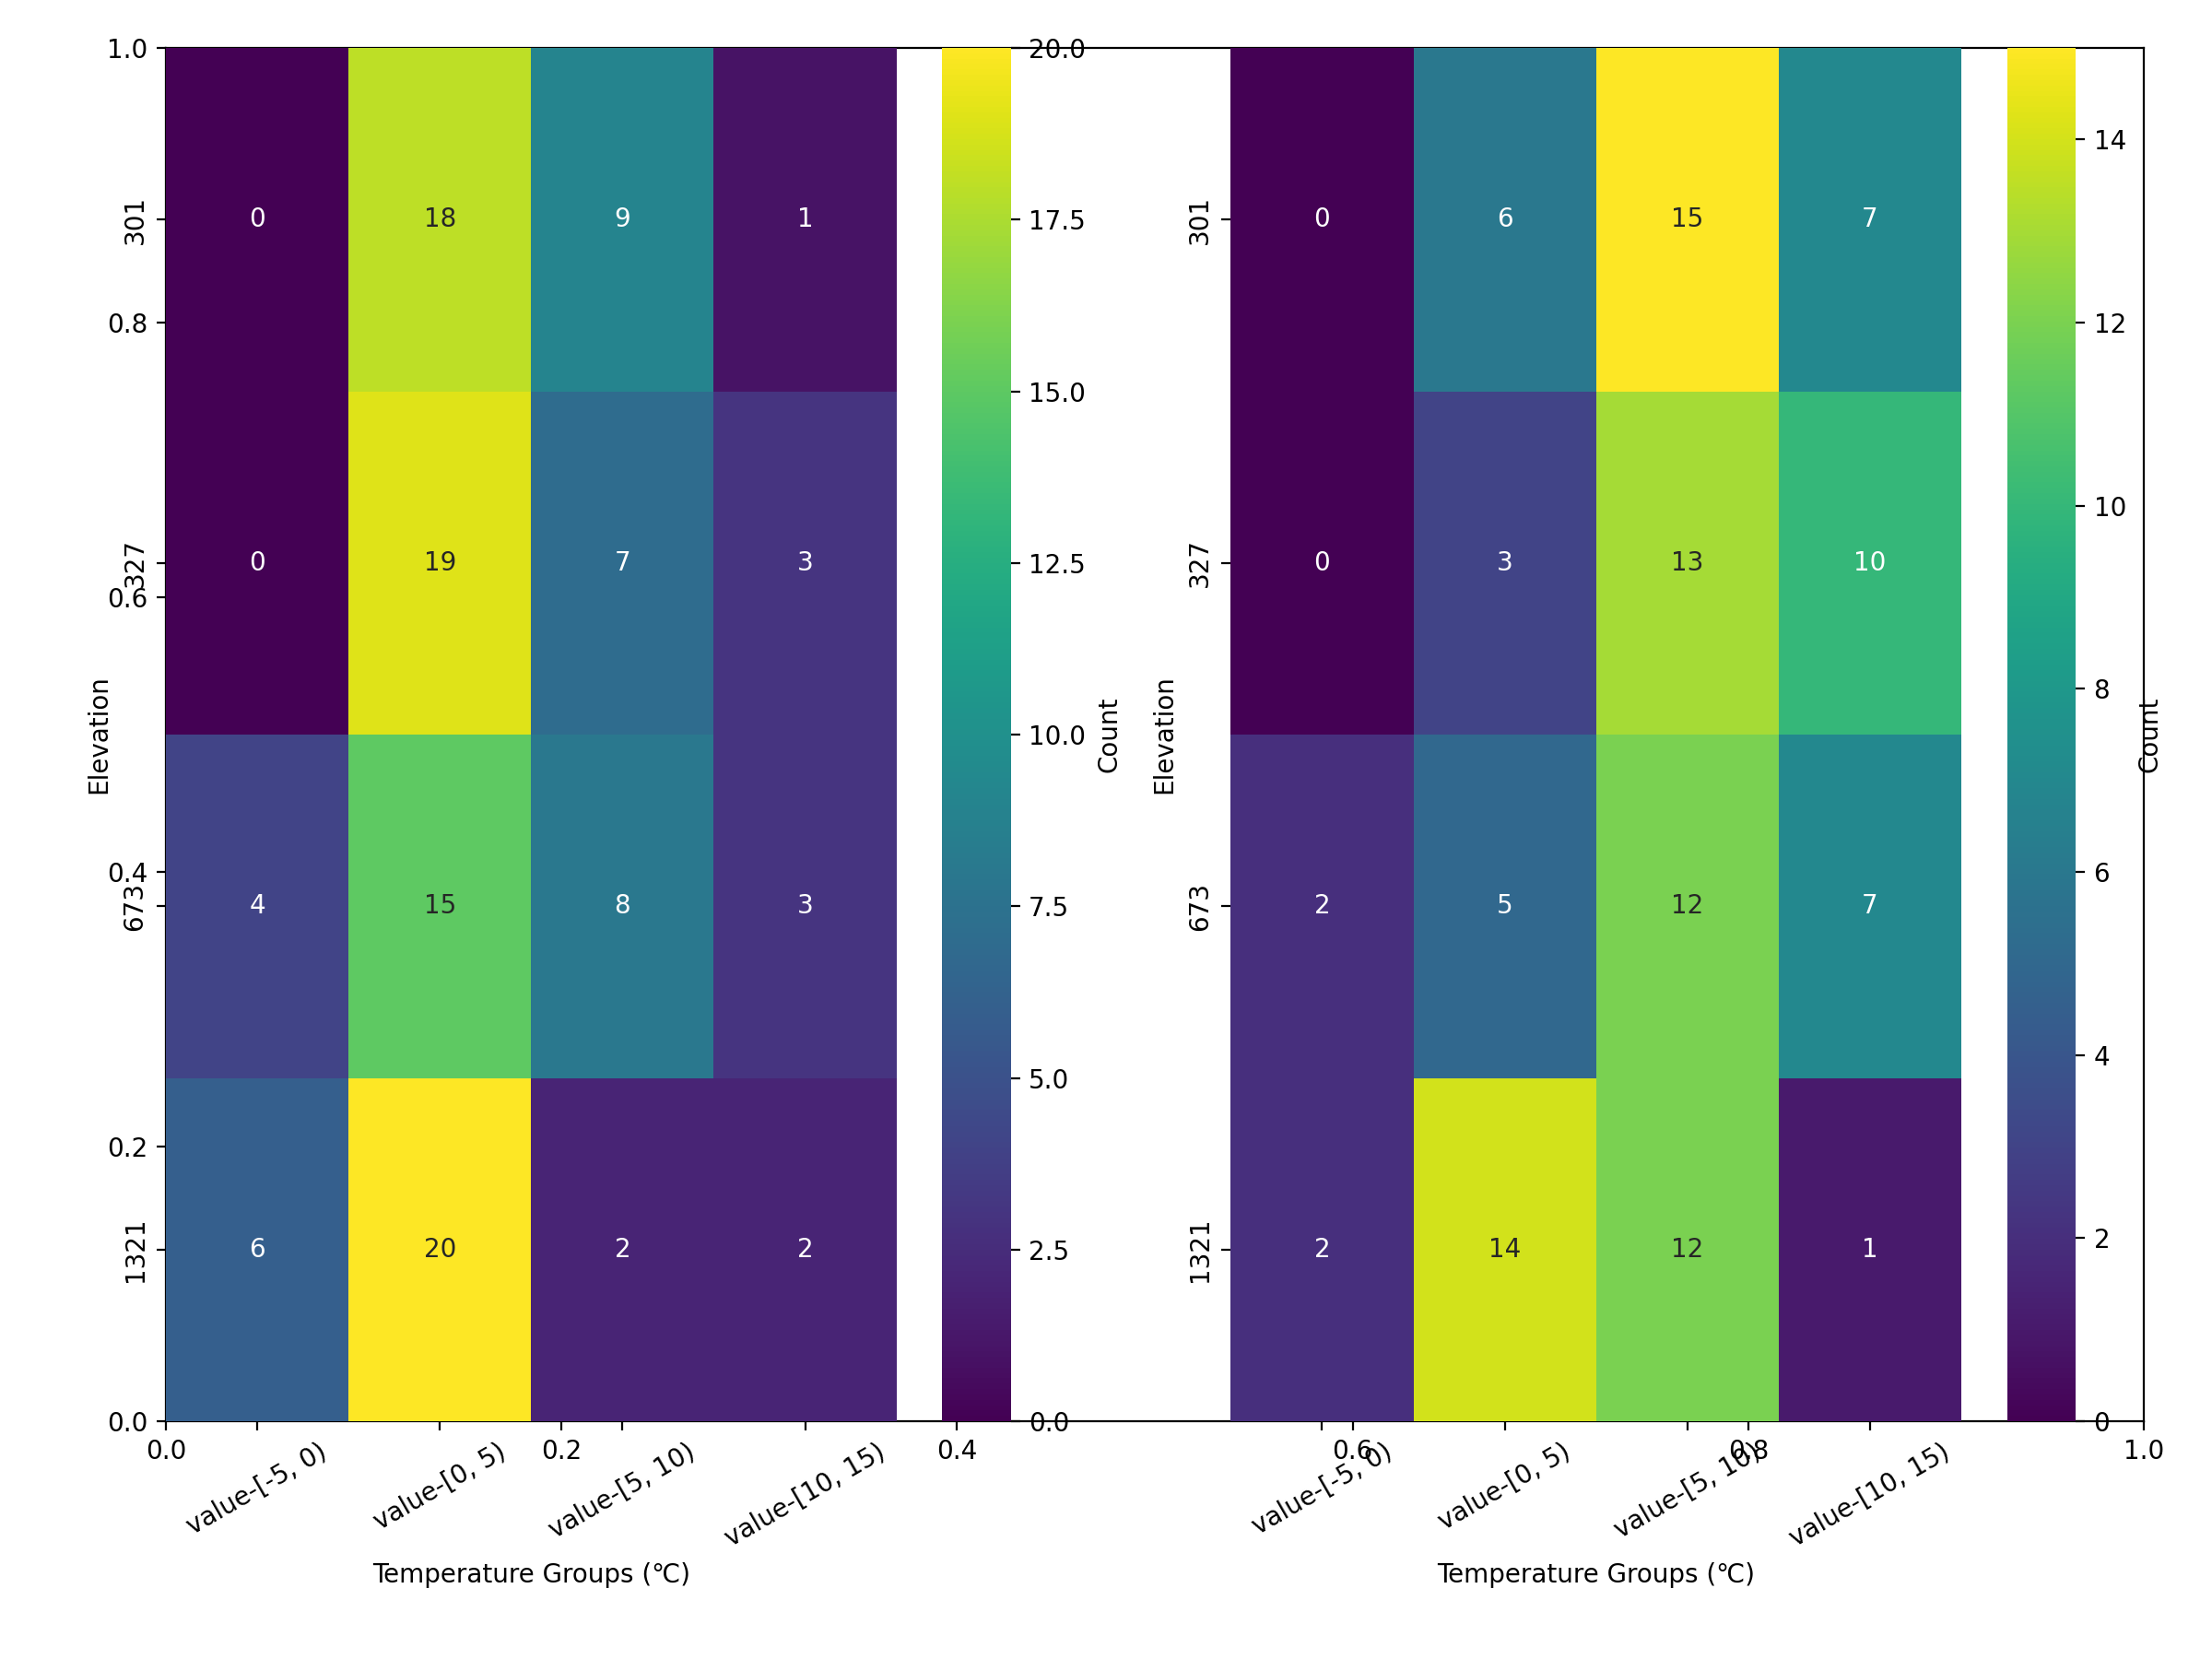 1.0
0.8
0.6
0.4
0.2
0.0
Elevation
301
327
673
1321
0 18 9 1
0 19 7 3
4 15 8 3
6 20 2 2
20.0
17.5
15.0
12.5
10.0
7.5
5.0
2.5
0.0
Count
Elevation
301
327
673
1321
0 6 15 7
0 3 13 10
2 5 12 7
2 14 12 1
14
12
10
8
6
4
2
0
Count
0.0 0.2 0.4 0.6 0.8 1.0
value-[-5, 0) value-[0, 5) value-[5, 10) value-[10, 15)
value-[-5, 0) value-[0, 5) value-[5, 10) value-[10, 15)
Temperature Groups (℃)
Temperature Groups (℃)